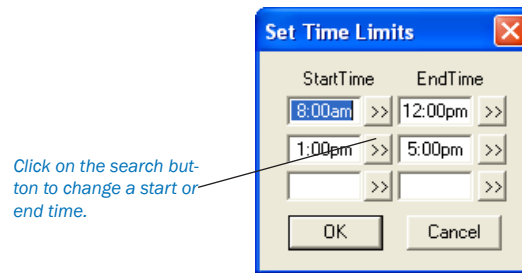 Set Time Limits
StartTime EndTime
8:00am >> 12:00pm >>
1:00pm >> 5:00pm >>
>> >>
OK Cancel
Click on the search but-
ton to change a start or
end time.